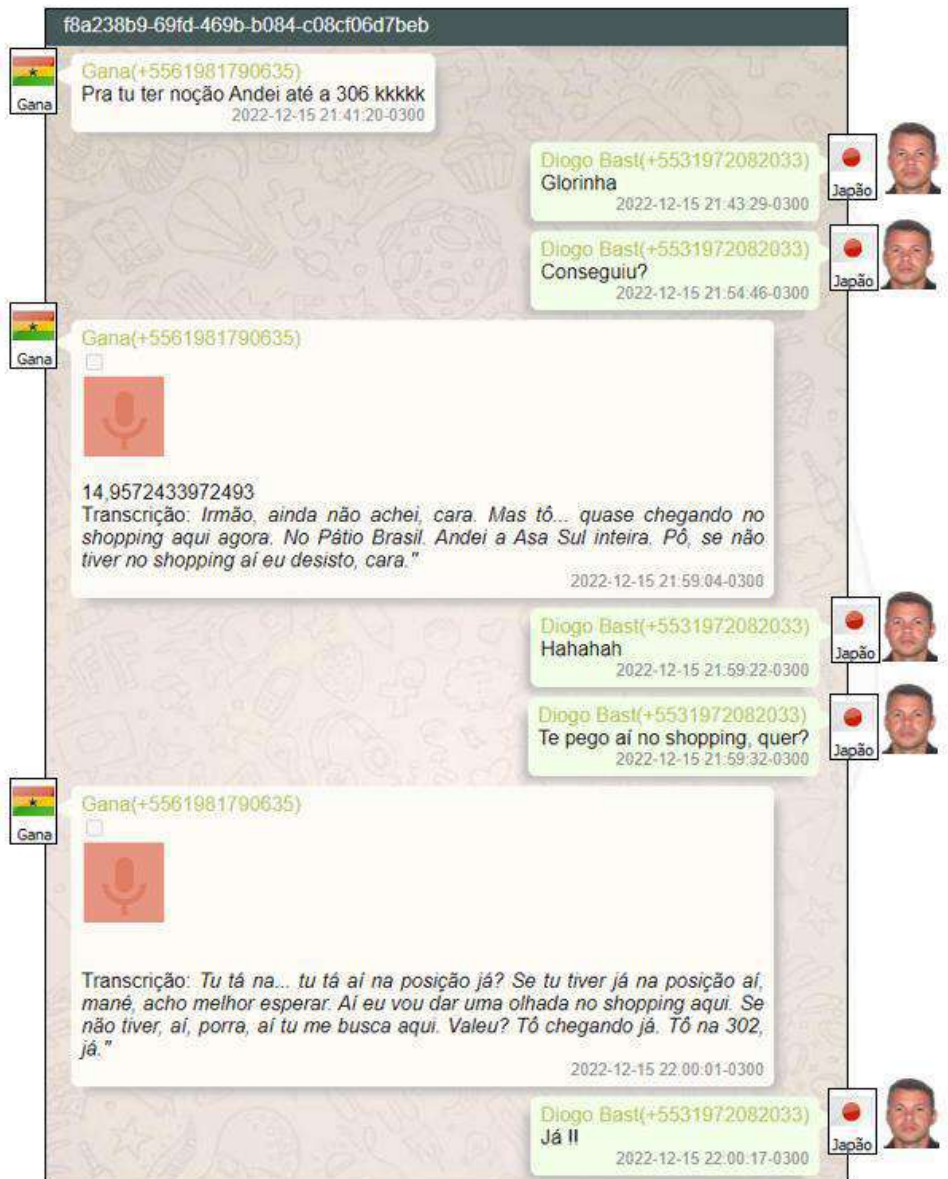 f8a238b9-69fd-469b-b084-c08cf06d7beb
Gana
Gana(+5561981790635)
Pra tu ter noção Andei até a 306 kkkkk
2022-12-15 21:41:20-0300
Diogo Bast(+5531972082033)
Glorinha
2022-12-15 21:43:29-0300
Japão
Diogo Bast(+5531972082033)
Conseguiu?
2022-12-15 21:54:46-0300
Japão
Gana
Gana(+5561981790635)
14,9572433972493
Transcrição: Irmão, ainda não achei, cara. Mas tô... quase chegando no
shopping aqui agora. No Pátio Brasil. Andei a Asa Sul inteira. Pô, se não
tiver no shopping aí eu desisto, cara."
2022-12-15 21:59:04-0300
Diogo Bast(+5531972082033)
Hahahah
2022-12-15 21:59:22-0300
Japão
Diogo Bast(+5531972082033)
Te pego aí no shopping, quer?
2022-12-15 21:59:32-0300
Japão
Gana
Gana(+5561981790635)
Transcrição: Tu tá na... tu tá aí na posição já? Se tu tiver já na posição aí,
mané, acho melhor esperar. Aí eu vou dar uma olhada no shopping aqui. Se
não tiver, aí, porra, aí tu me busca aqui. Valeu? Tô chegando já. Tô na 302,
já."
2022-12-15 22:00:01-0300
Diogo Bast(+5531972082033)
Já II
2022-12-15 22:00:17-0300
Japão